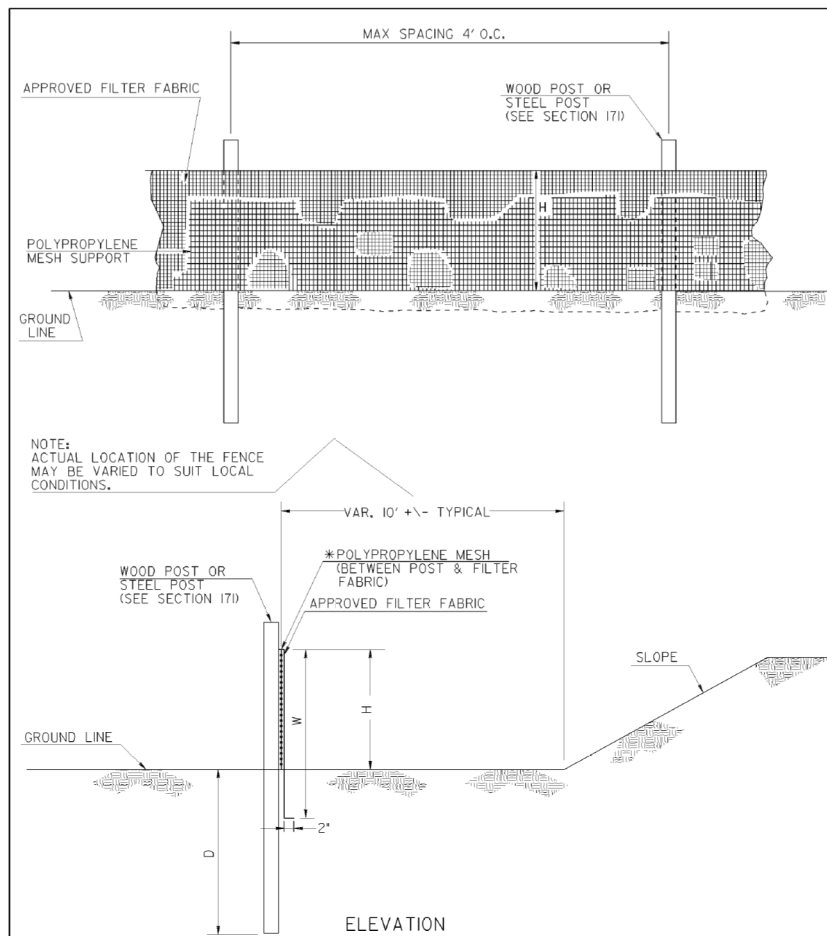 MAX SPACING 4' O.C.
APPROVED FILTER FABRIC
WOOD POST OR
STEEL POST
(SEE SECTION 171)
H
POLYPROPYLENE
MESH SUPPORT
GROUND
LINE
NOTE:
ACTUAL LOCATION OF THE FENCE
MAY BE VARIED TO SUIT LOCAL
CONDITIONS.
VAR. 10' +\- TYPICAL
*POLYPROPYLENE MESH
(BETWEEN POST & FILTER
FABRIC)
WOOD POST OR
STEEL POST
(SEE SECTION 171)
APPROVED FILTER FABRIC
SLOPE
W
H
GROUND LINE
2"
D
ELEVATION